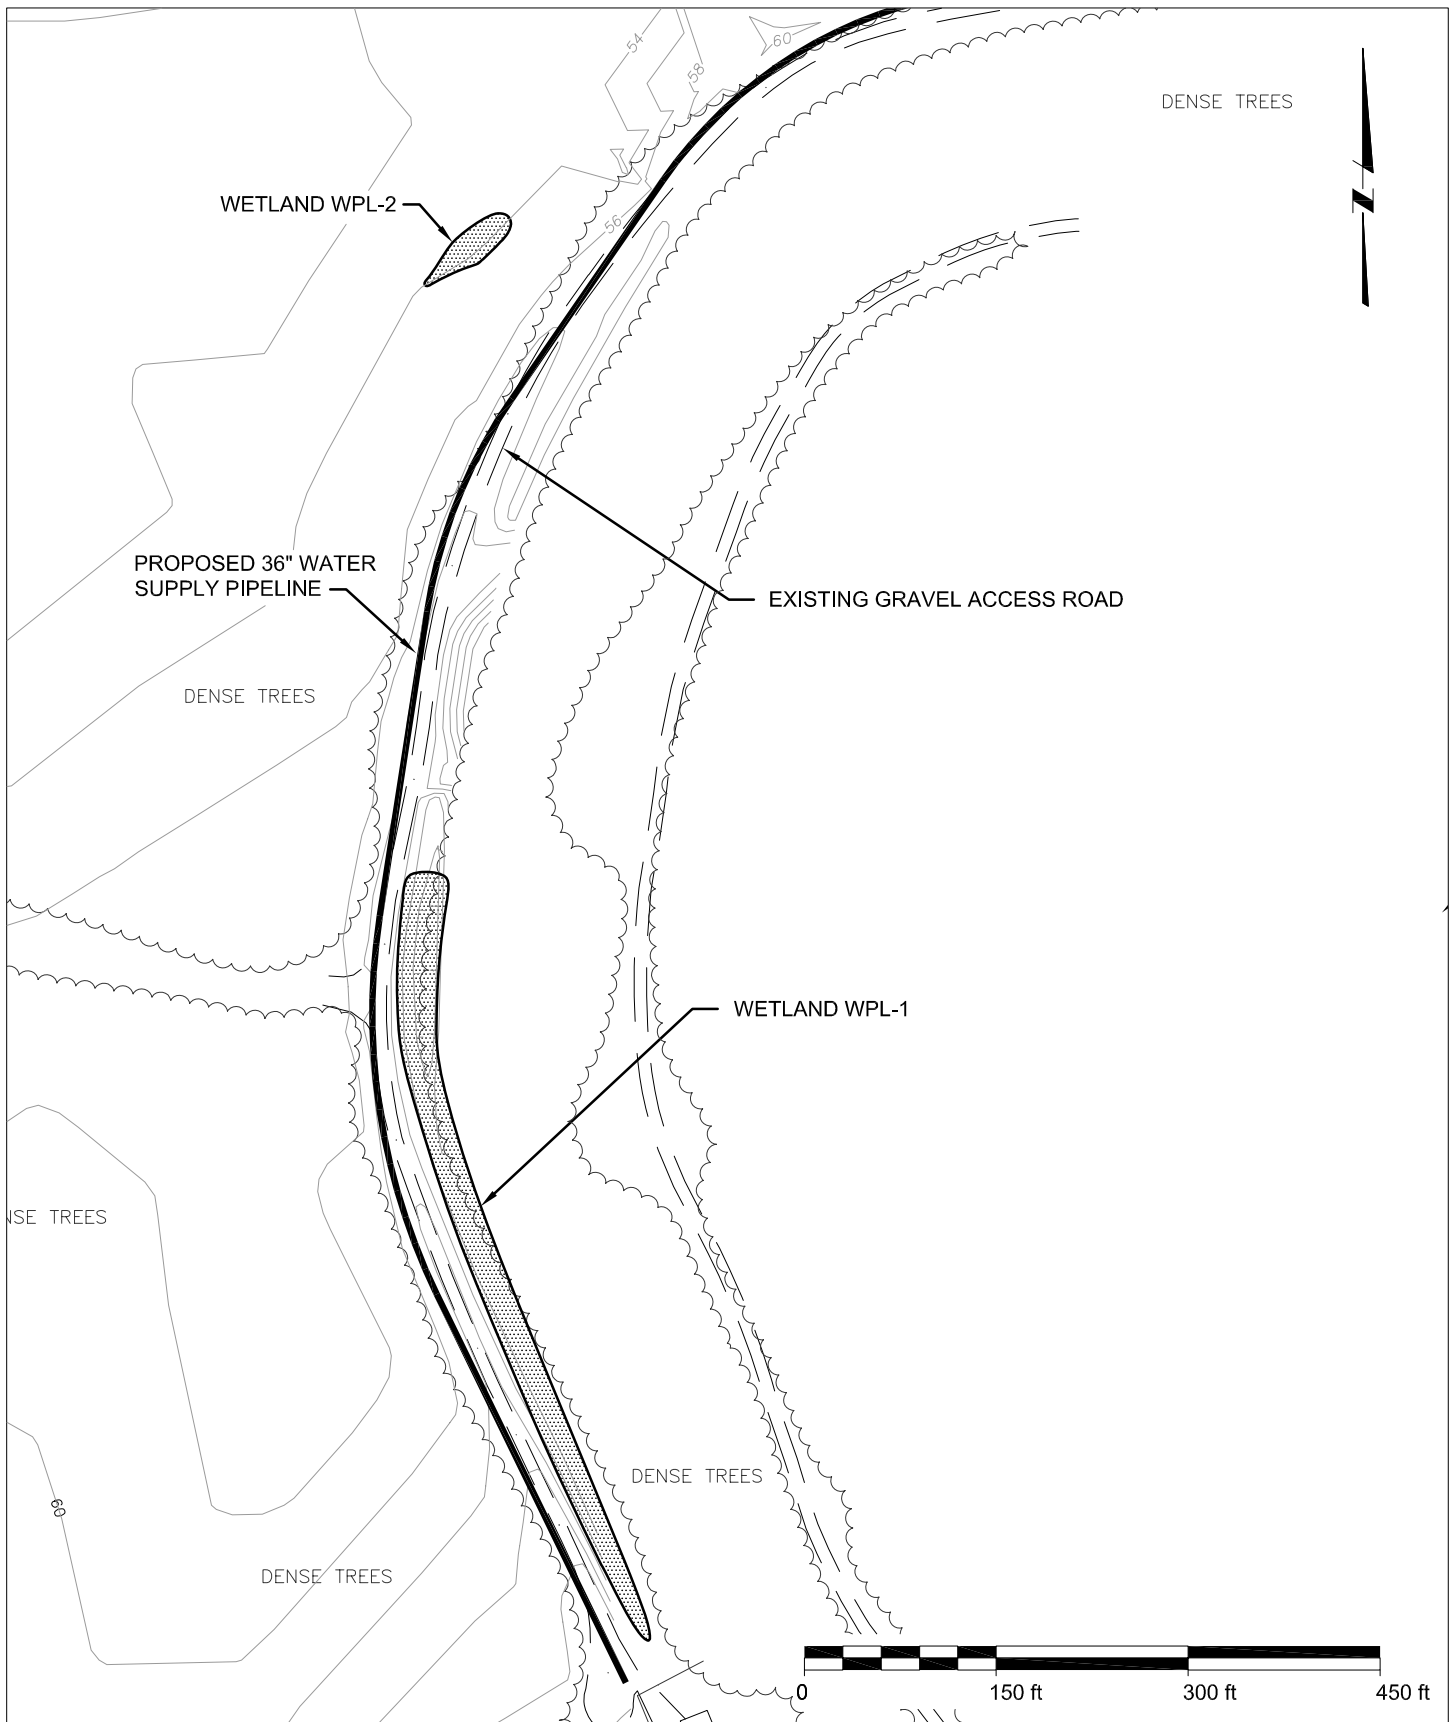 54
60
58
DENSE TREES
N
WETLAND WPL-2
56
PROPOSED 36" WATER
SUPPLY PIPELINE
EXISTING GRAVEL ACCESS ROAD
DENSE TREES
WETLAND WPL-1
NSE TREES
DENSE TREES
60
DENSE TREES
0 150 ft 300 ft 450 ft